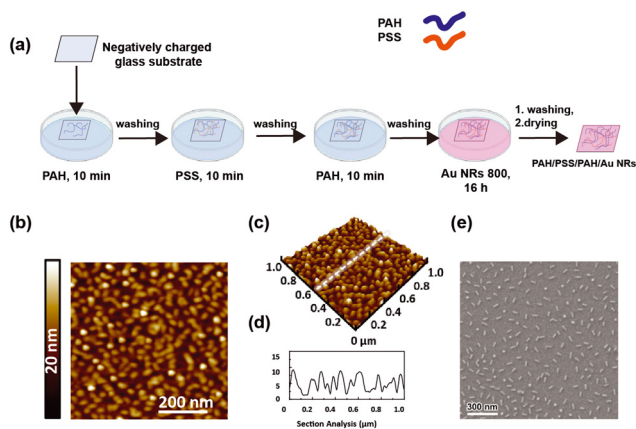 PAH
PSS
(a)
Negatively charged
glass substrate
washing
washing
washing
1. washing,
2.drying
PAH, 10 min
PSS, 10 min
PAH, 10 min
Au NRs 800,
16 h
PAH/PSS/PAH/Au NRs
(b)
20 nm
200 nm
(c)
1.0
0.8
0.6
0.4
0.2
1.0
0.8
0.6
0.4
0.2
0 µm
(d)
15
10
5
0
0
0.2
0.4
0.6
0.8
1.0
Section Analysis (µm)
(e)
300 nm